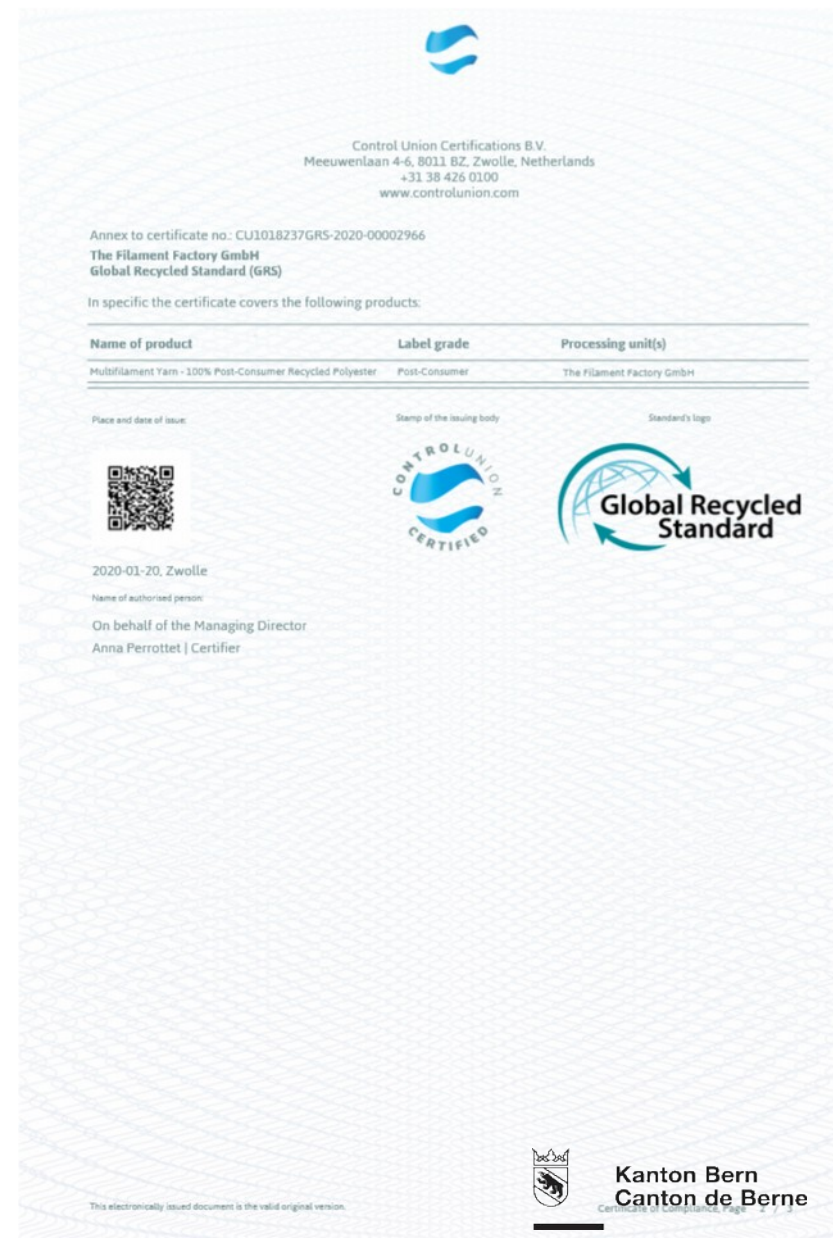 Control Union Certifications B.V.
Meeuwenlaan 4-6, 8011 BZ, Zwolle, Netherlands
+31 38 426 0100
www.controlunion.com
Annex to certificate no.: CU1018237GRS-2020-00002966
The Filament Factory GmbH
Global Recycled Standard (GRS)
In specific the certificate covers the following products:
Name of product Label grade Processing unit(s)
Multifilament Yarn - 100% Post-Consumer Recycled Polyester Post-Consumer The Filament Factory GmbH
Place and date of issue: Stamp of the issuing body Standard's logo
CONTROL UNION
CERTIFIED
Global Recycled
Standard
2020-01-20, Zwolle
Name of authorised person:
On behalf of the Managing Director
Anna Perrottet | Certifier
Kanton Bern
Canton de Berne
This electronically issued document is the valid original version.
Certificate of Compliance, Page 2 / 3